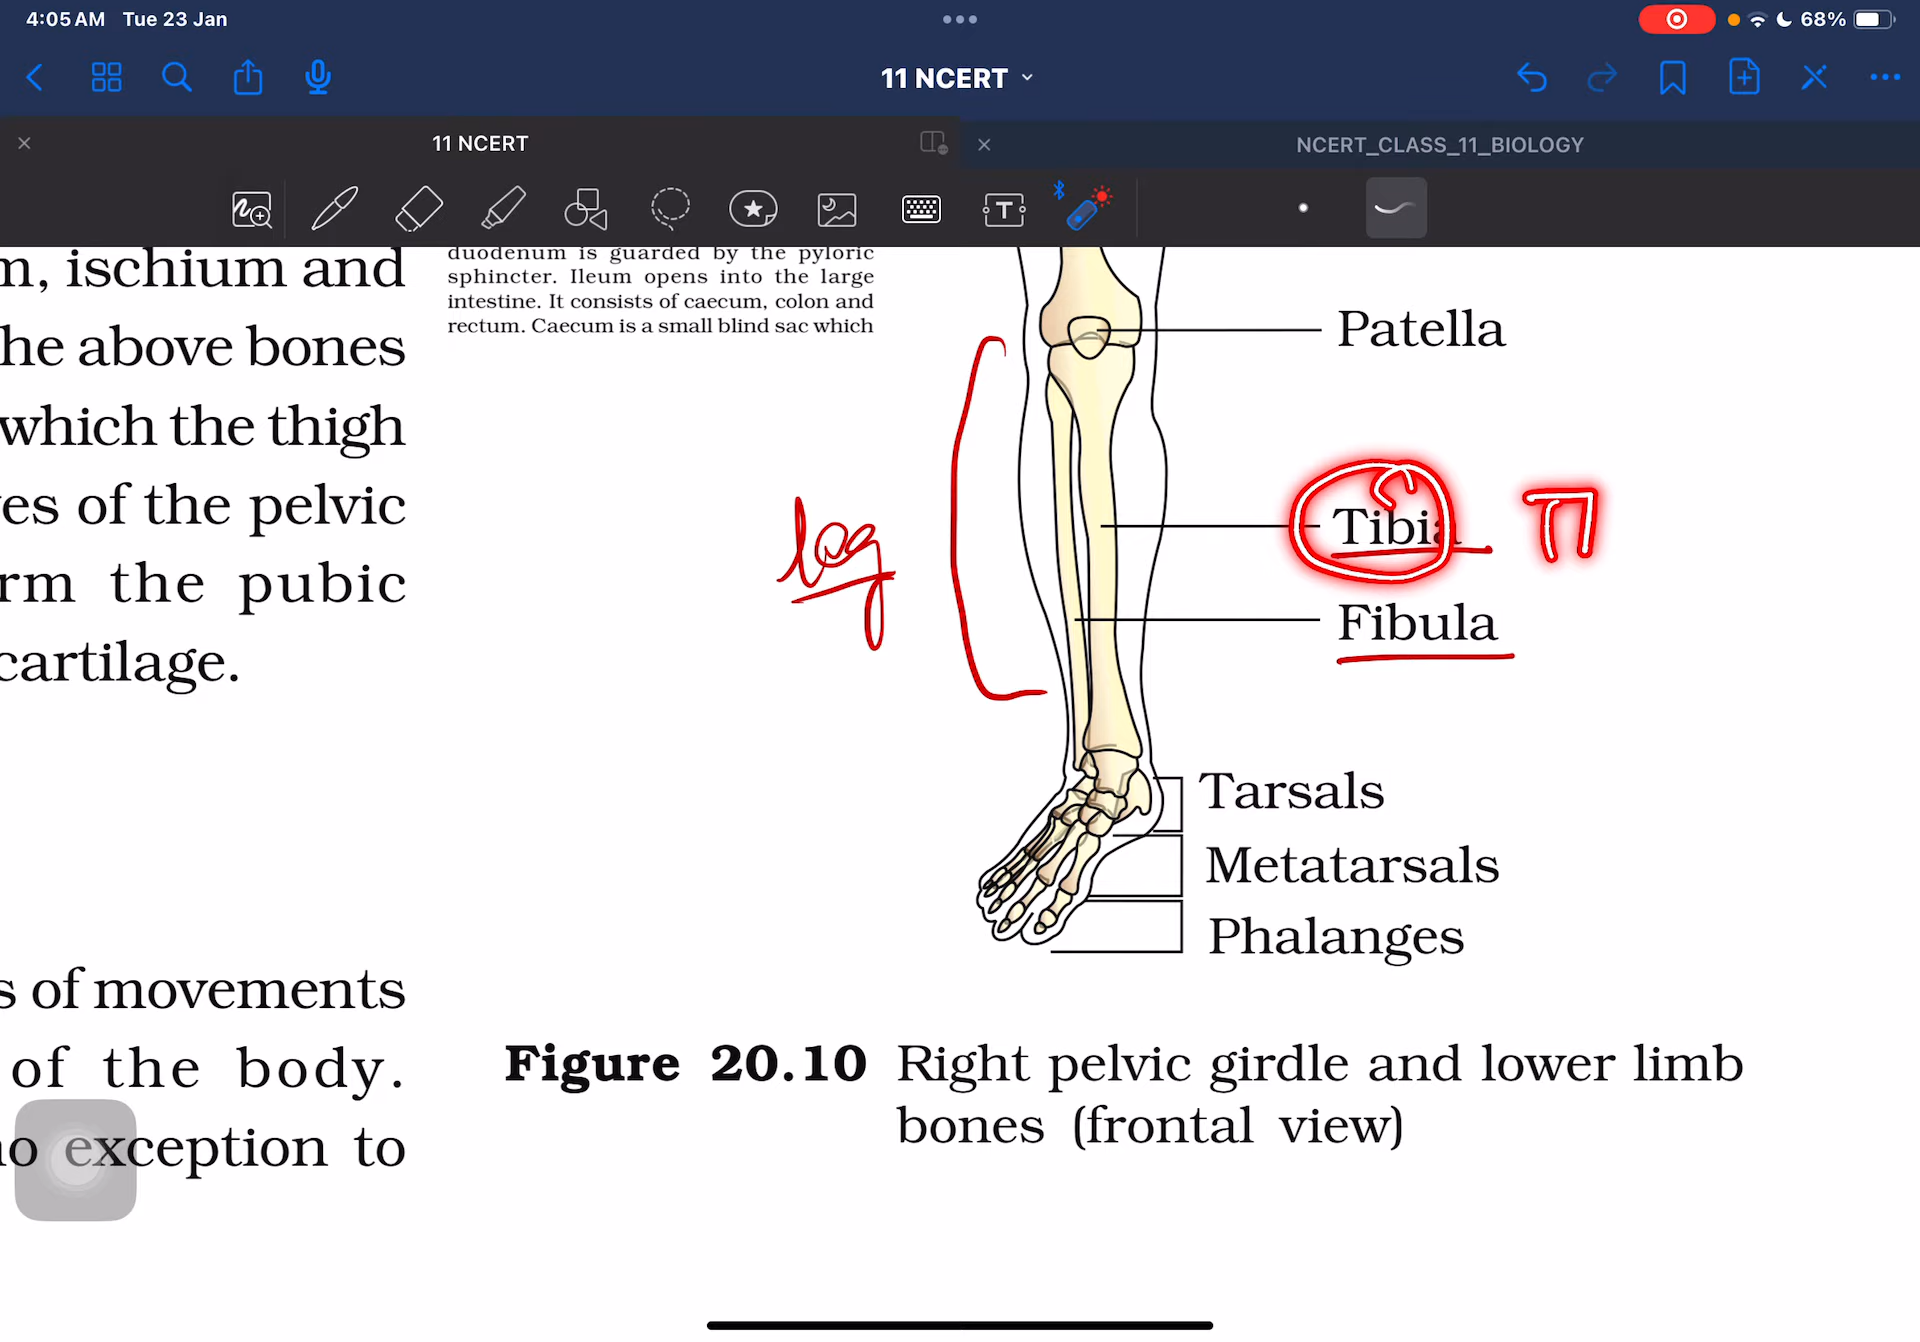 4:05 AM Tue 23 Jan
68%
11 NCERT
11 NCERT
NCERT_CLASS_11_BIOLOGY
m, ischium and
he above bones
which the thigh
es of the pelvic
rm the pubic
cartilage.
s of movements
of the body.
no exception to
duodenum is guarded by the pyloric
sphincter. Ileum opens into the large
intestine. It consists of caecum, colon and
rectum. Caecum is a small blind sac which
Patella
leg
Tibia
Fibula
Tarsals
Metatarsals
Phalanges
Figure 20.10 Right pelvic girdle and lower limb
bones (frontal view)